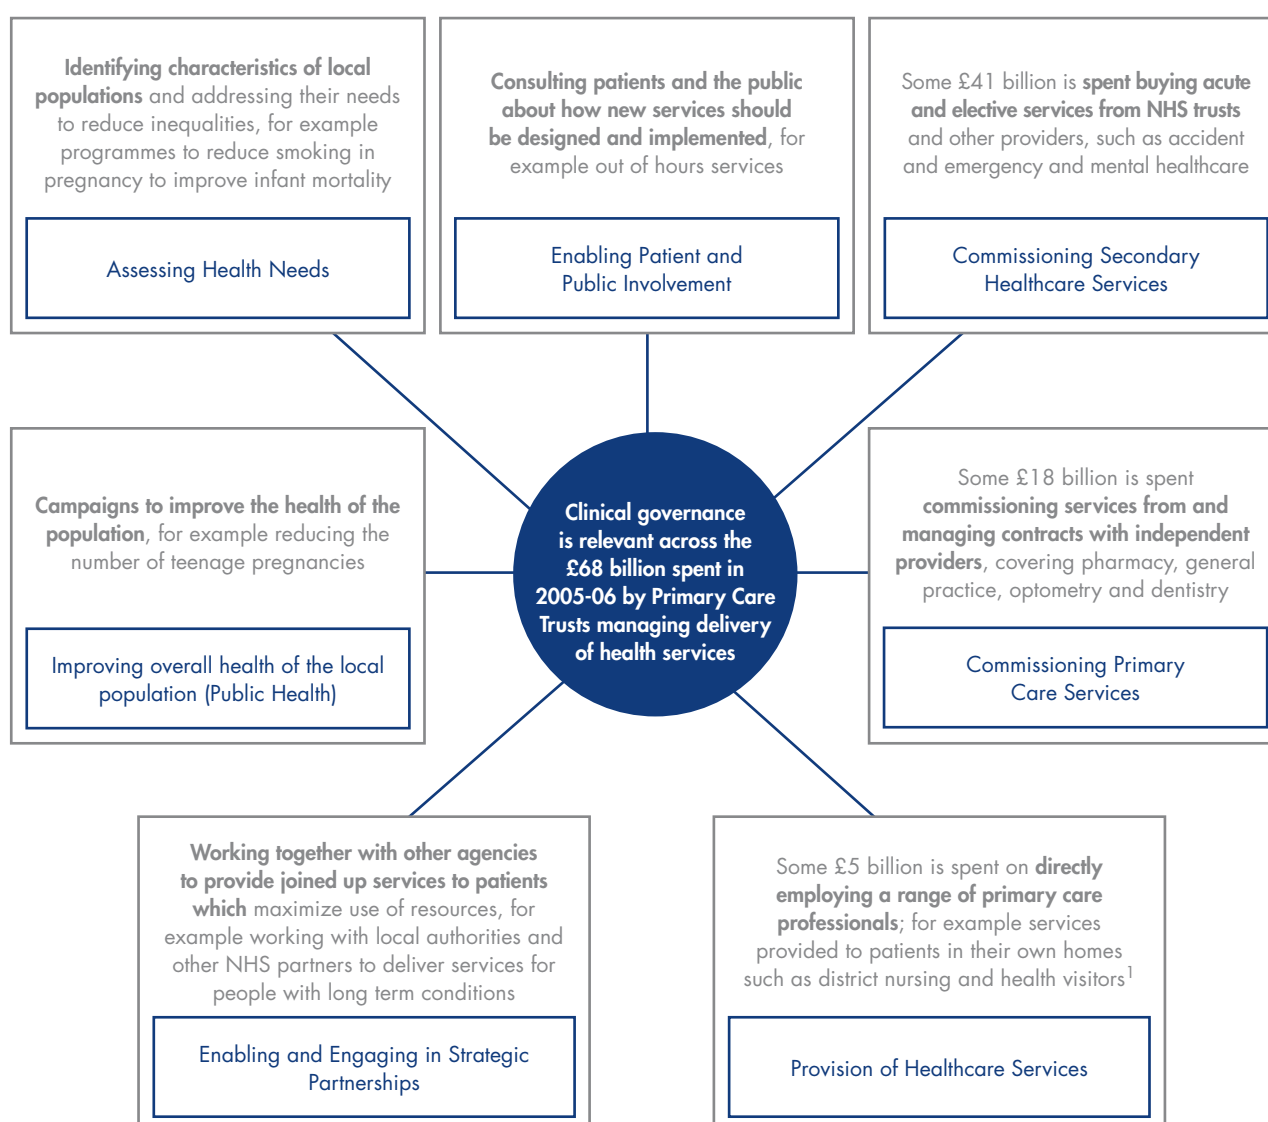 Identifying characteristics of local
populations and addressing their needs
to reduce inequalities, for example
programmes to reduce smoking in
pregnancy to improve infant mortality
Assessing Health Needs
Consulting patients and the public
about how new services should
be designed and implemented, for
example out of hours services
Enabling Patient and
Public Involvement
Some £41 billion is spent buying acute
and elective services from NHS trusts
and other providers, such as accident
and emergency and mental healthcare
Commissioning Secondary
Healthcare Services
Campaigns to improve the health of the
population, for example reducing the
number of teenage pregnancies
Improving overall health of the local
population (Public Health)
Clinical governance
is relevant across the
£68 billion spent in
2005-06 by Primary Care
Trusts managing delivery
of health services
Some £18 billion is spent
commissioning services from and
managing contracts with independent
providers, covering pharmacy, general
practice, optometry and dentistry
Commissioning Primary
Care Services
Working together with other agencies
to provide joined up services to patients
which maximize use of resources, for
example working with local authorities and
other NHS partners to deliver services for
people with long term conditions
Enabling and Engaging in Strategic
Partnerships
Some £5 billion is spent on directly
employing a range of primary care
professionals; for example services
provided to patients in their own homes
such as district nursing and health visitors1
Provision of Healthcare Services